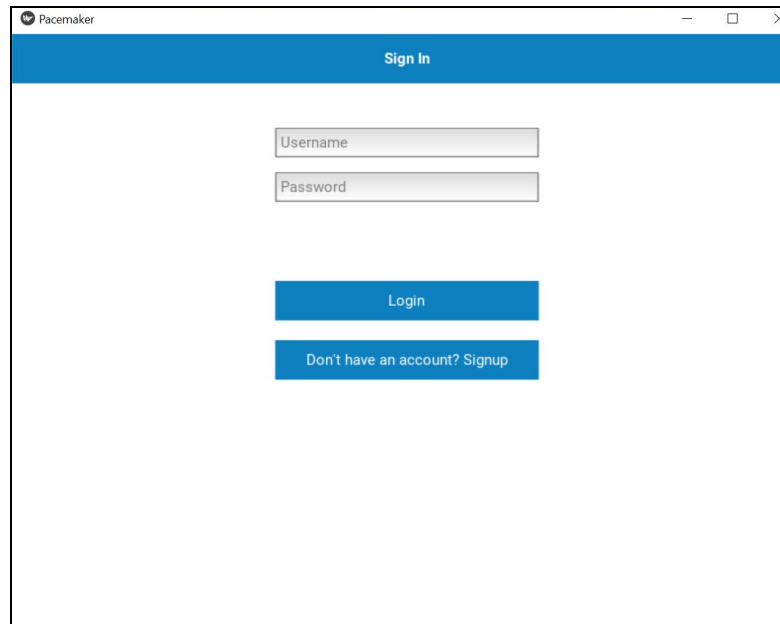 Pacemaker
Sign In
Username
Password
Login
Don't have an account? Signup